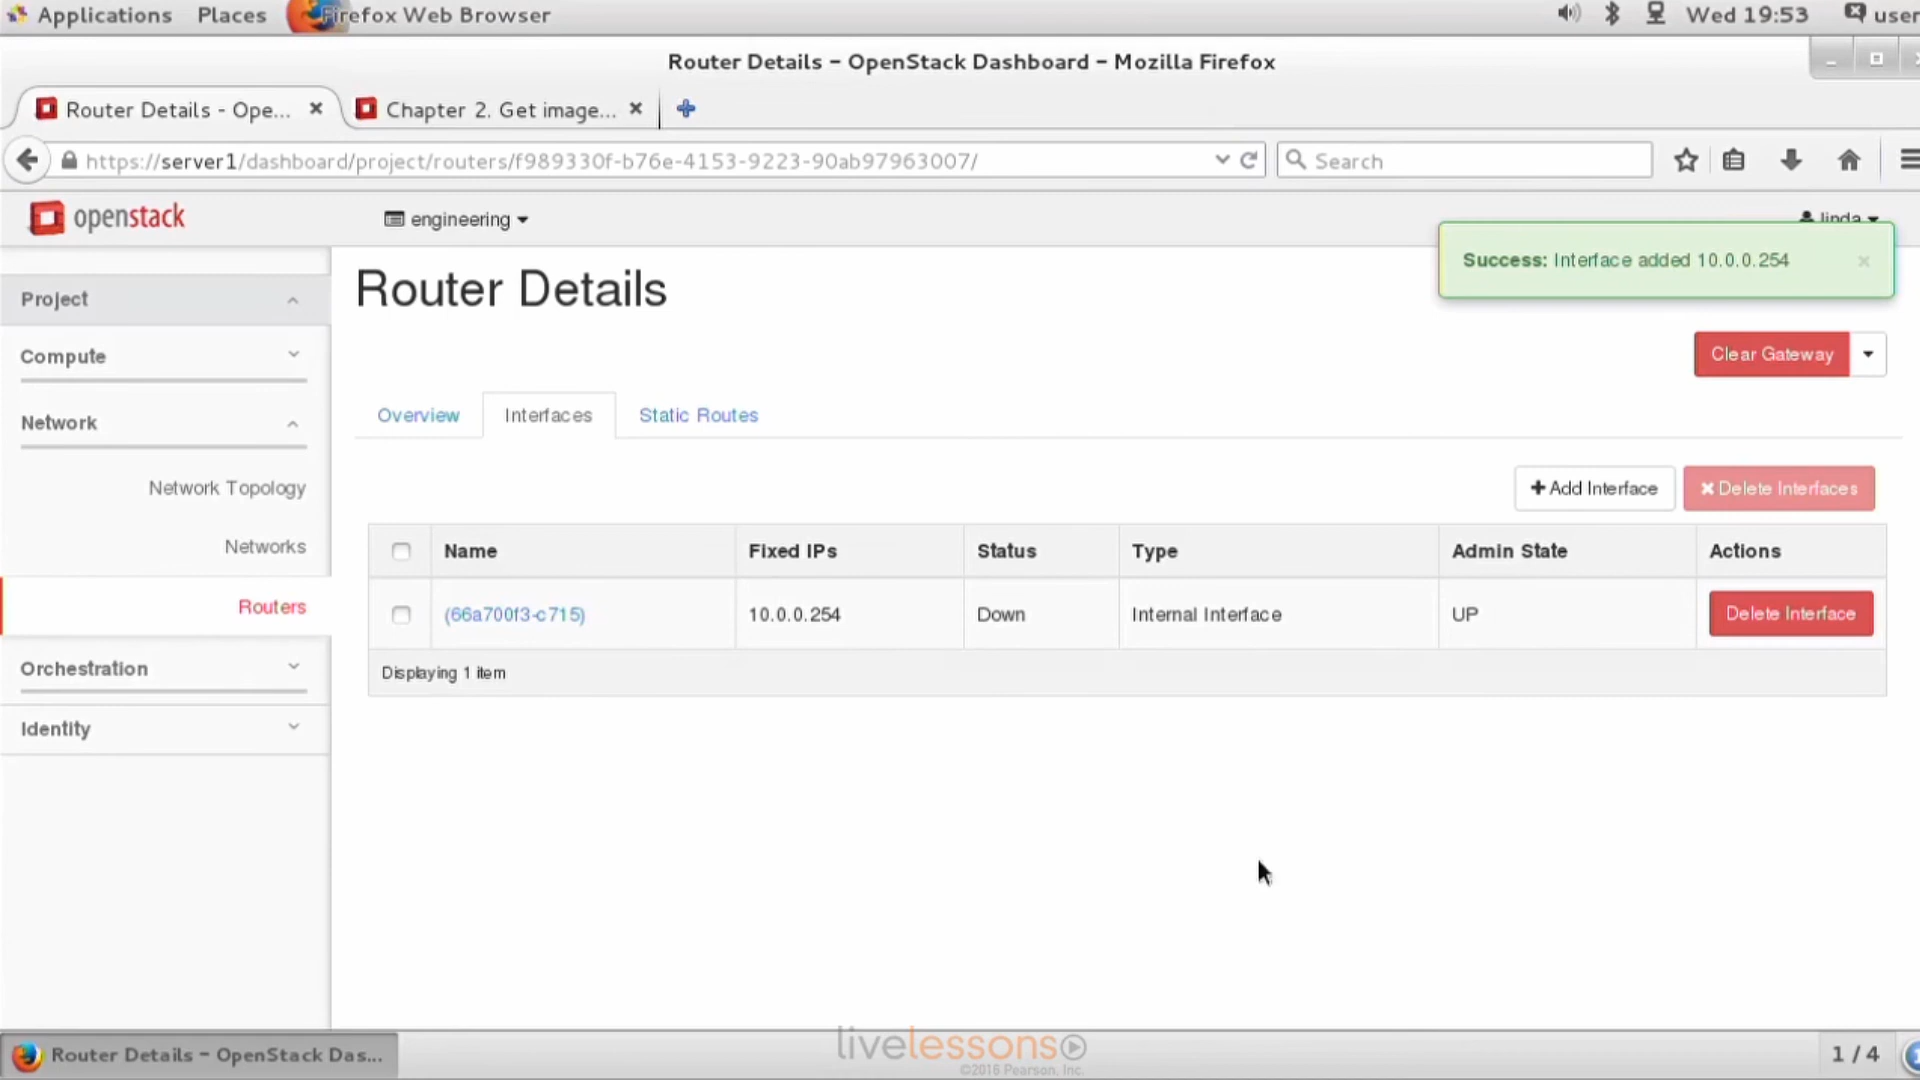 Applications Places Firefox Web Browser Wed 19:53 user
Router Details - OpenStack Dashboard - Mozilla Firefox
Router Details - Ope... Chapter 2. Get image...
https://server1/dashboard/project/routers/f989330f-b76e-4153-9223-90ab97963007/ Search
openstack engineering linda
Success: Interface added 10.0.0.254
Router Details
Project
Clear Gateway
Compute
Overview Interfaces Static Routes
Network
Network Topology
Add Interface Delete Interfaces
Networks
Name Fixed IPs Status Type Admin State Actions
Routers
(66a700f3-c715) 10.0.0.254 Down Internal Interface UP Delete Interface
Orchestration
Displaying 1 item
Identity
livelessons
©2016 Pearson, Inc.
Router Details - OpenStack Das... 1 / 4